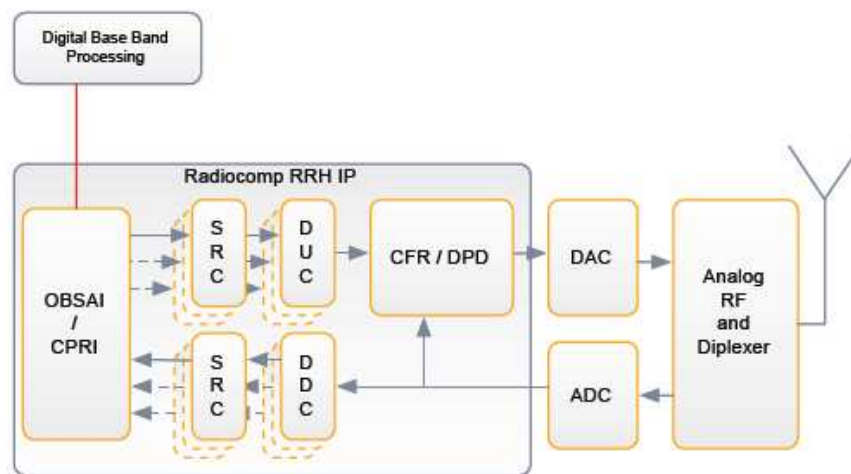 Digital Base Band
Processing
Radiocomp RRH IP
OBSAI
/
CPRI
S
R
C
D
U
C
CFR / DPD
DAC
Analog
RF
and
Diplexer
S
R
C
D
D
C
ADC